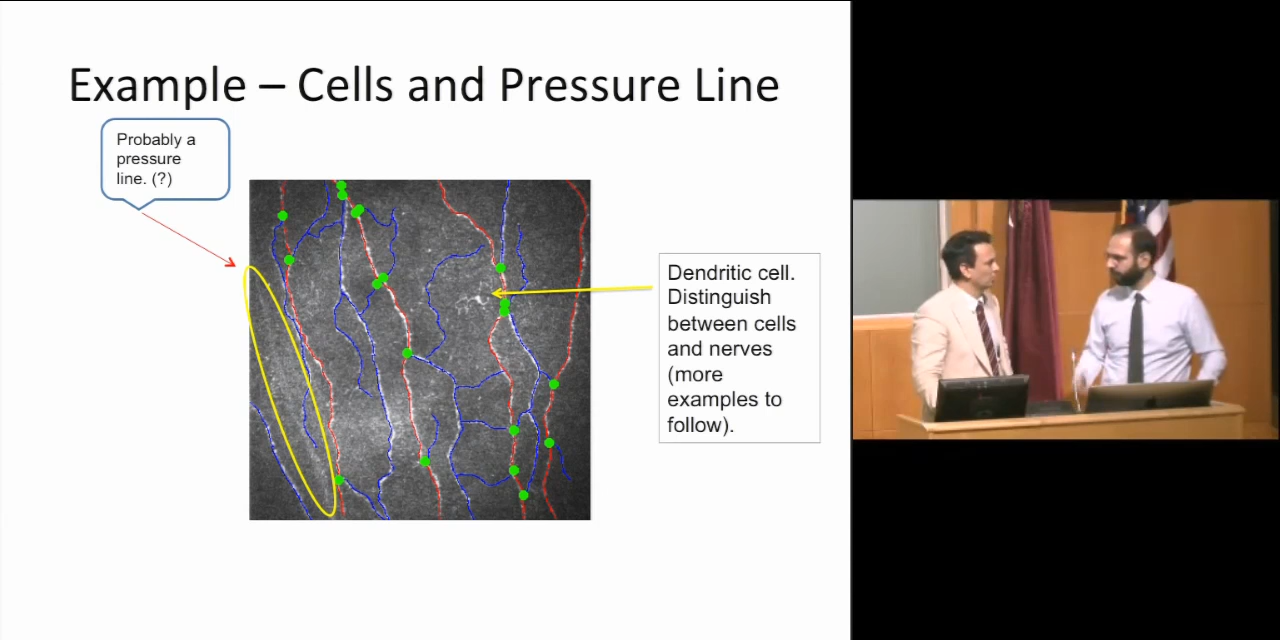 Example – Cells and Pressure Line
Probably a
pressure
line. (?)
Dendritic cell.
Distinguish
between cells
and nerves
(more
examples to
follow).